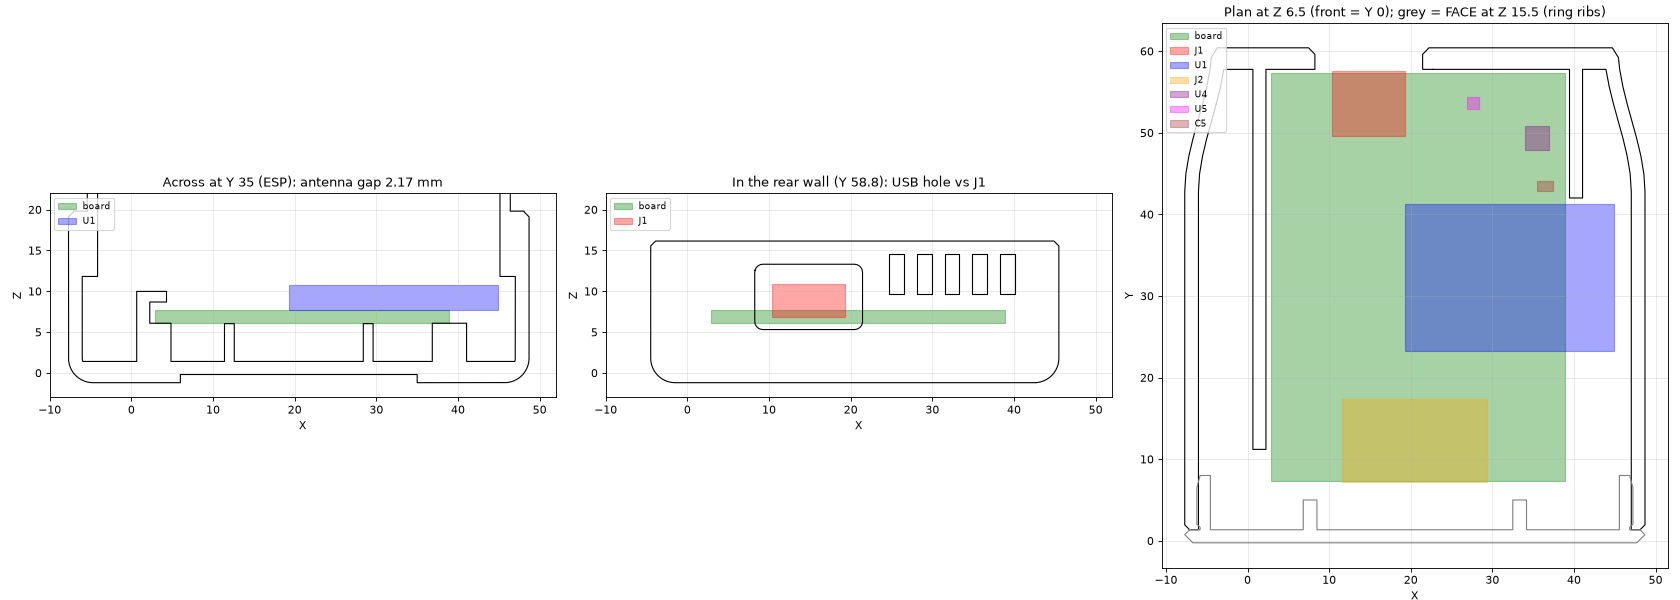 Across at Y 35 (ESP): antenna gap 2.17 mm
board
U1
20
15
10
5
0
Z
−10
0
10
20
30
40
50
X
In the rear wall (Y 58.8): USB hole vs J1
board
J1
20
15
10
5
0
Z
−10
0
10
20
30
40
50
X
Plan at Z 6.5 (front = Y 0); grey = FACE at Z 15.5 (ring ribs)
board
J1
U1
J2
U4
U5
C5
60
50
40
30
20
10
0
Y
−10
0
10
20
30
40
50
X